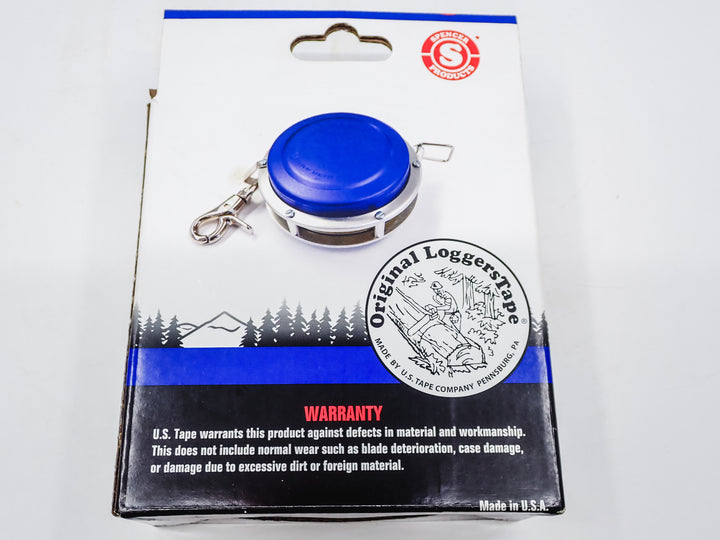 SPENCER
S
PRODUCTS
Original LoggersTape
®
MADE BY U.S. TAPE COMPANY PENNSBURG, PA
WARRANTY
U.S. Tape warrants this product against defects in material and workmanship.
This does not include normal wear such as blade deterioration, case damage,
or damage due to excessive dirt or foreign material.
Made in U.S.A.